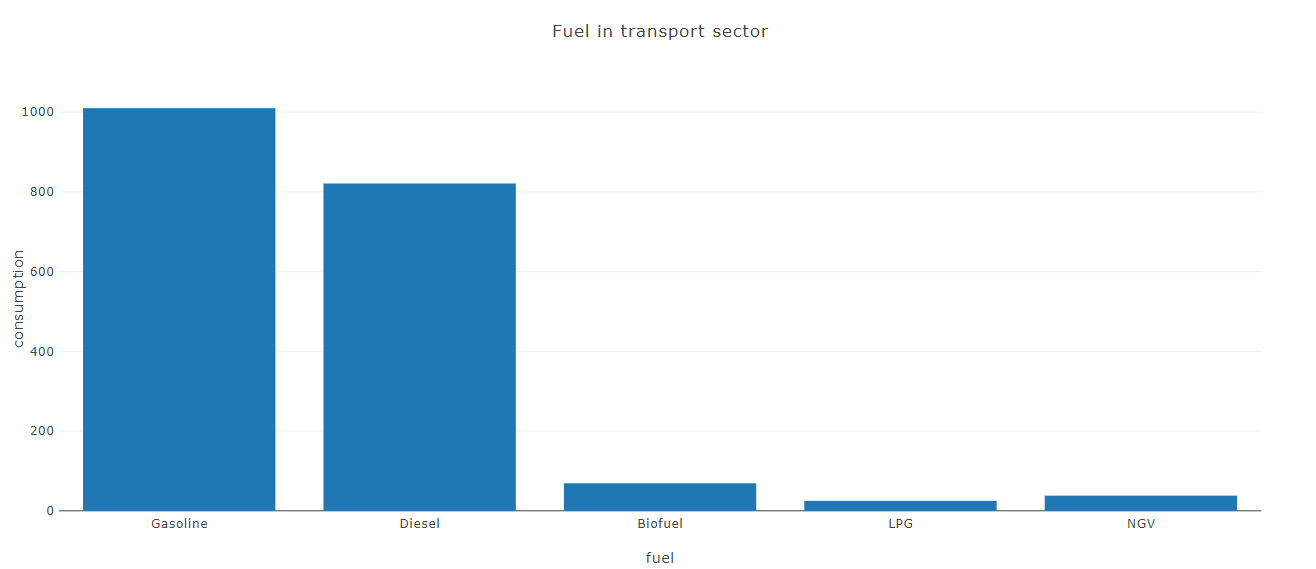 Fuel in transport sector
1000
800
600
400
200
0
consumption
Gasoline
Diesel
Biofuel
LPG
NGV
fuel